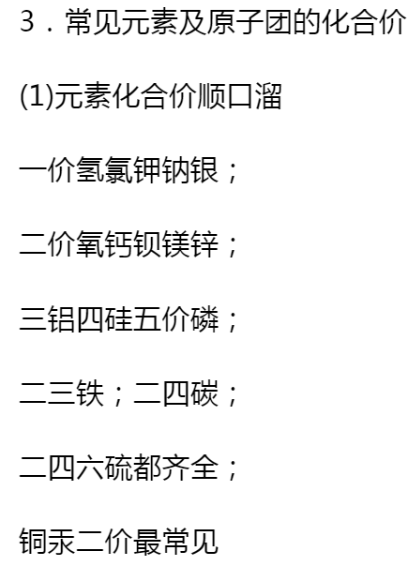 3．常见元素及原子团的化合价
(1)元素化合价顺口溜
一价氢氯钾钠银；
二价氧钙钡镁锌；
三铝四硅五价磷；
二三铁；二四碳；
二四六硫都齐全；
铜汞二价最常见